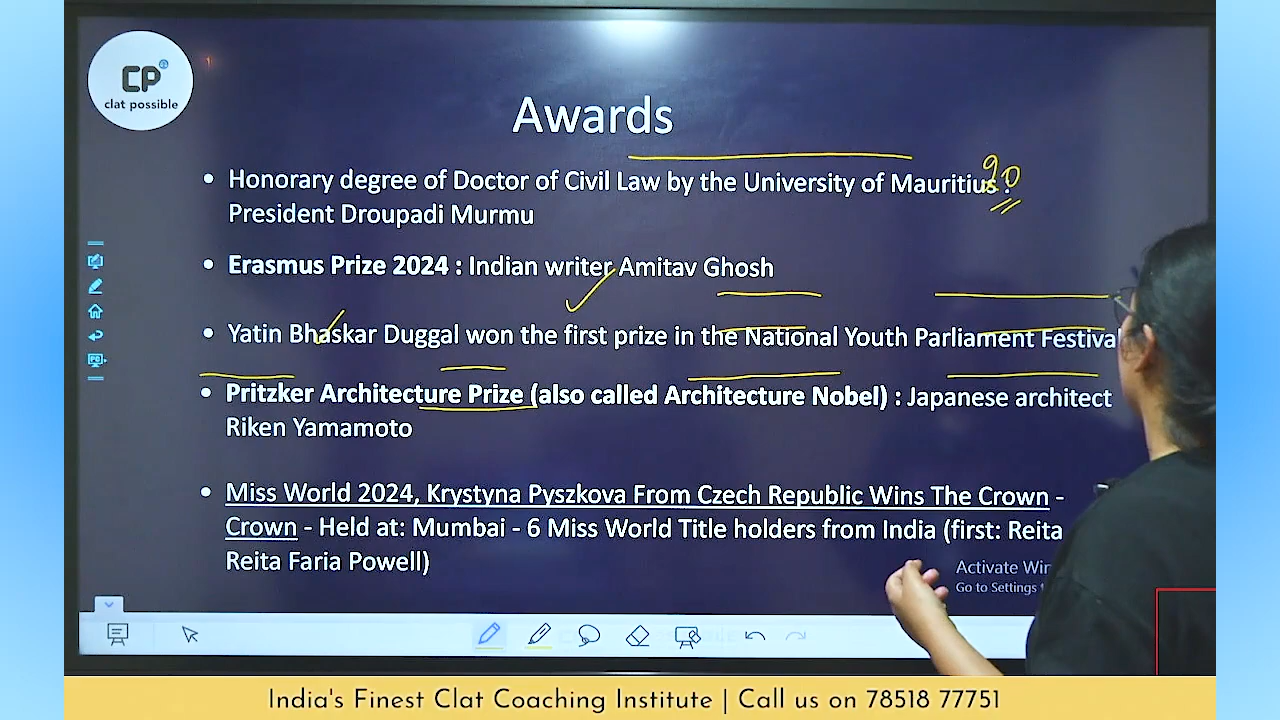 CP
clat possible
Awards
• Honorary degree of Doctor of Civil Law by the University of Mauritius :
President Droupadi Murmu
• Erasmus Prize 2024 : Indian writer Amitav Ghosh
• Yatin Bhaskar Duggal won the first prize in the National Youth Parliament Festival
• Pritzker Architecture Prize (also called Architecture Nobel) : Japanese architect
Riken Yamamoto
• Miss World 2024, Krystyna Pyszkova From Czech Republic Wins The Crown -
Crown - Held at: Mumbai - 6 Miss World Title holders from India (first: Reita
Reita Faria Powell)
Activate
Go to Settings
India's Finest Clat Coaching Institute | Call us on 78518 77751